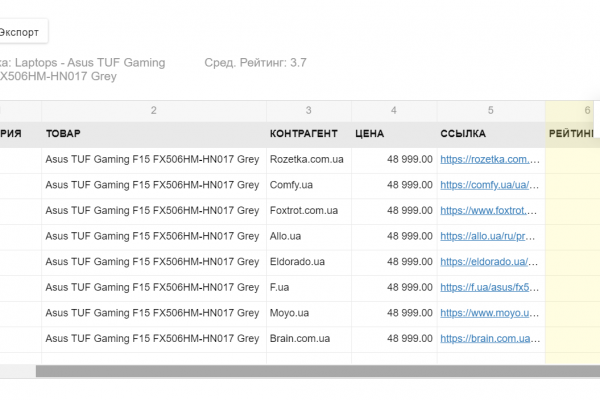 Экспорт
ка: Laptops - Asus TUF Gaming Сред. Рейтинг: 3.7
FX506HM-HN017 Grey
2 3 4 5 6
РИЯ ТОВАР КОНТРАГЕНТ ЦЕНА ССЫЛКА РЕЙТИНГ
Asus TUF Gaming F15 FX506HM-HN017 Grey Rozetka.com.ua 48 999.00 https://rozetka.com....
Asus TUF Gaming F15 FX506HM-HN017 Grey Comfy.ua 48 999.00 https://comfy.ua/ua/...
Asus TUF Gaming F15 FX506HM-HN017 Grey Foxtrot.com.ua 48 999.00 https://www.foxtrot....
Asus TUF Gaming F15 FX506HM-HN017 Grey Allo.ua 48 999.00 https://allo.ua/ru/pr...
Asus TUF Gaming F15 FX506HM-HN017 Grey Eldorado.ua 48 999.00 https://eldorado.ua/...
Asus TUF Gaming F15 FX506HM-HN017 Grey F.ua 48 999.00 https://f.ua/asus/fx5...
Asus TUF Gaming F15 FX506HM-HN017 Grey Moyo.ua 48 999.00 https://www.moyo.u...
Asus TUF Gaming F15 FX506HM-HN017 Grey Brain.com.ua 48 999.00 https://brain.com.ua...